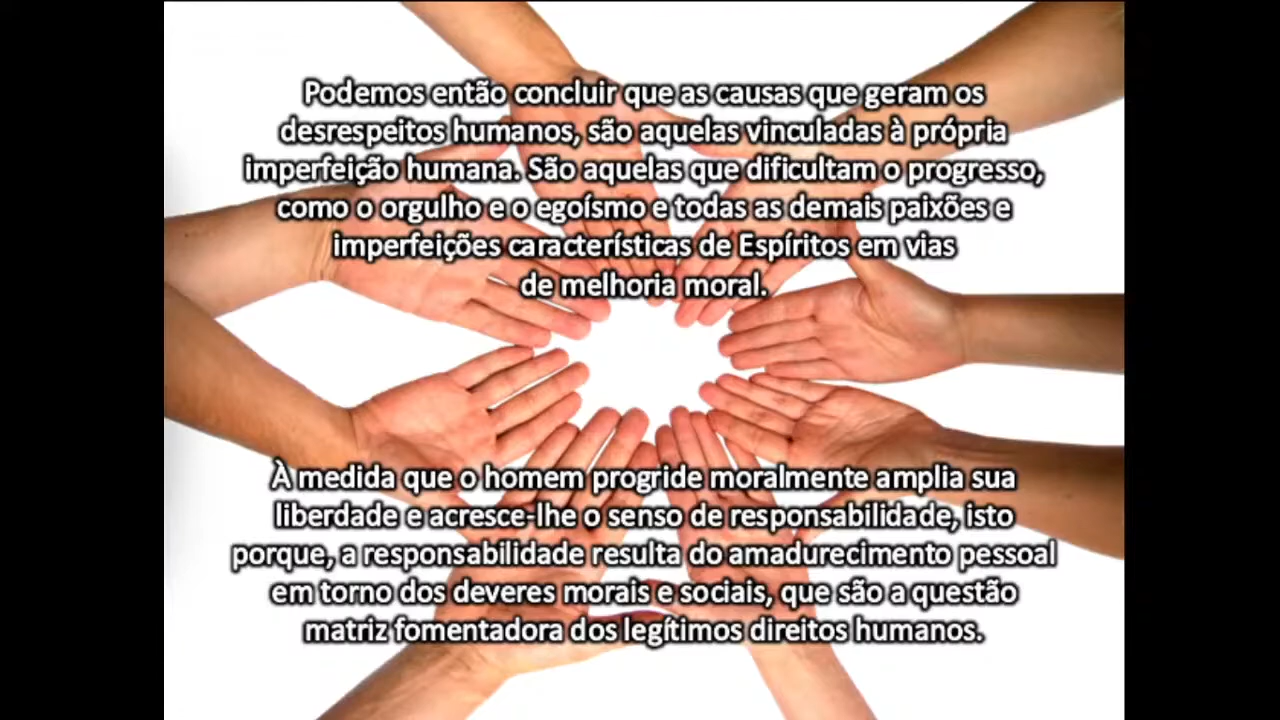 Podemos então concluir que as causas que geram os
desrespeitos humanos, são aquelas vinculadas à própria
imperfeição humana. São aquelas que dificultam o progresso,
como o orgulho e o egoísmo e todas as demais paixões e
imperfeições características de Espíritos em vias
de melhoria moral.
À medida que o homem progride moralmente amplia sua
liberdade e acresce-lhe o senso de responsabilidade, isto
porque, a responsabilidade resulta do amadurecimento pessoal
em torno dos deveres morais e sociais, que são a questão
matriz fomentadora dos legítimos direitos humanos.